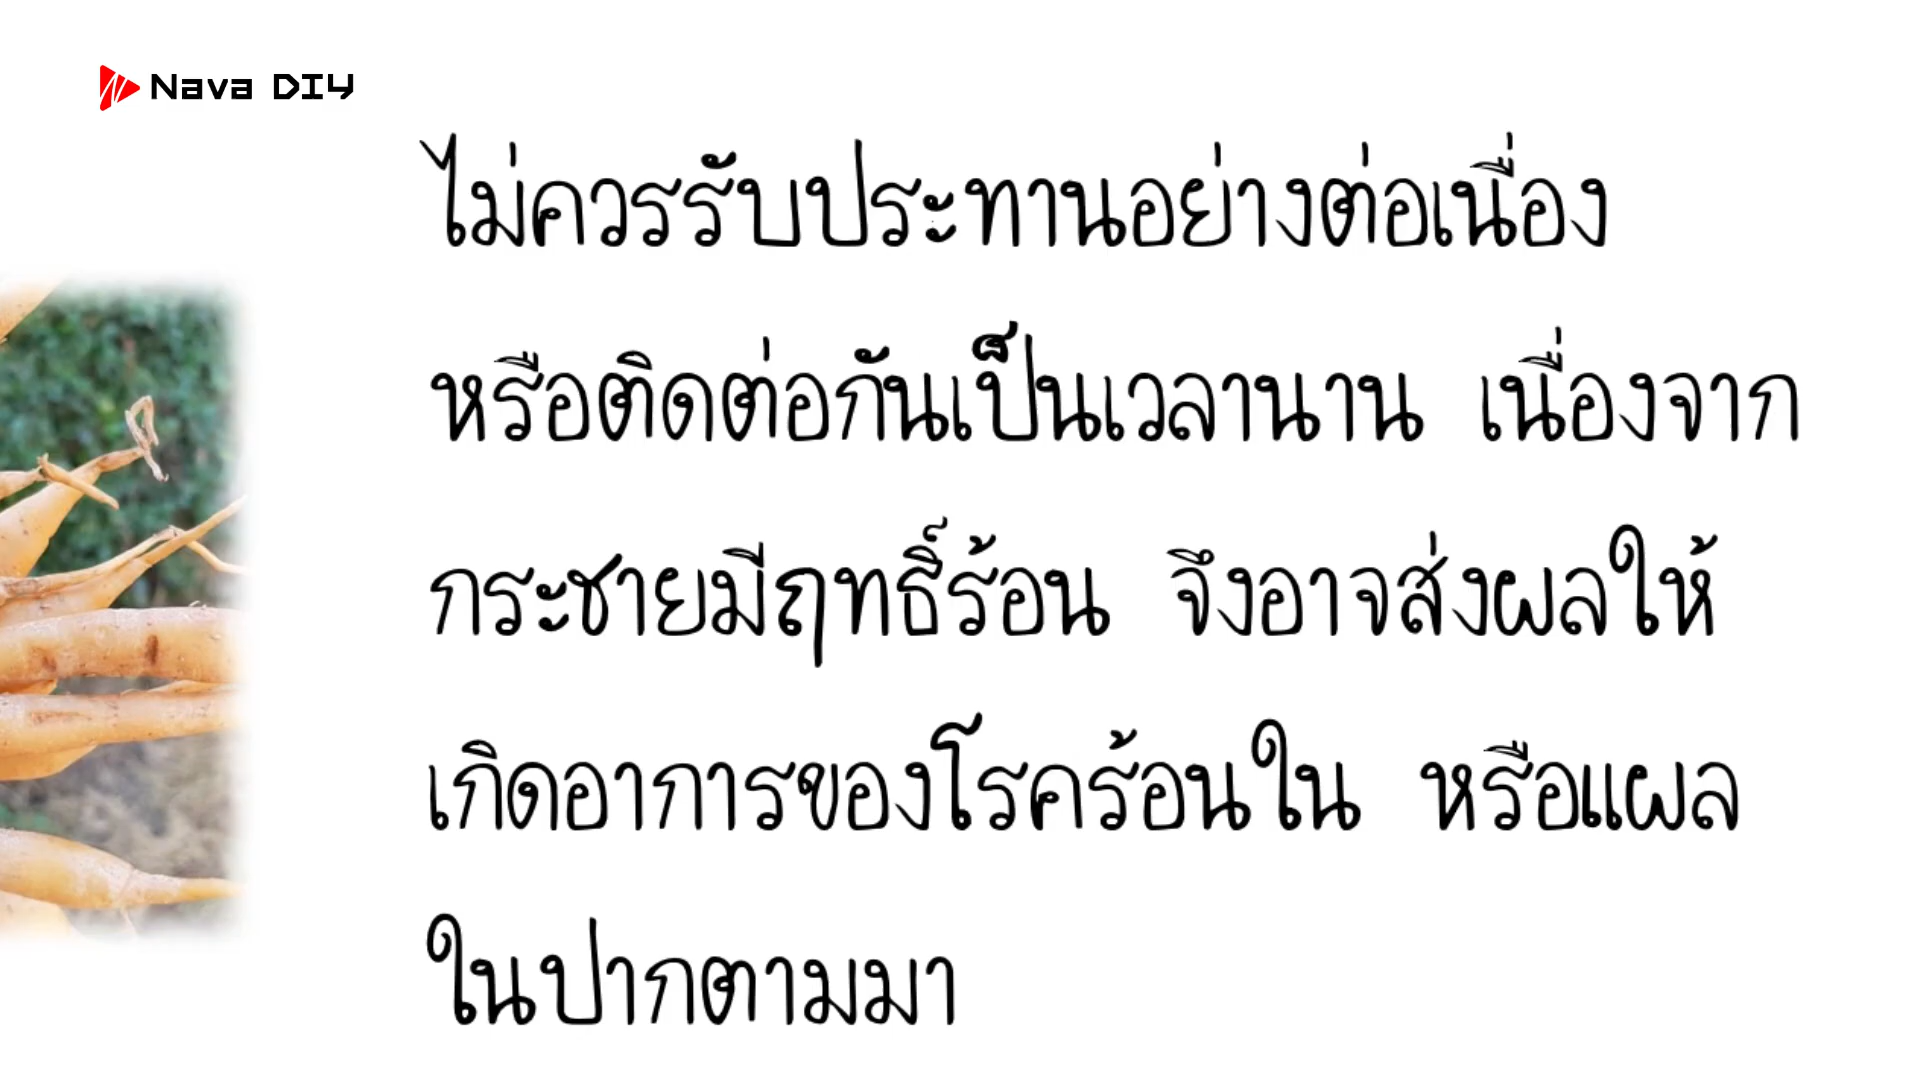 Nava DIY
ไม่ควรรับประทานอย่างต่อเนื่อง
หรือติดต่อกันเป็นเวลานาน เนื่องจาก
กระชายมีฤทธิ์ร้อน จึงอาจส่งผลให้
เกิดอาการของโรคร้อนใน หรือแผล
ในปากตามมา